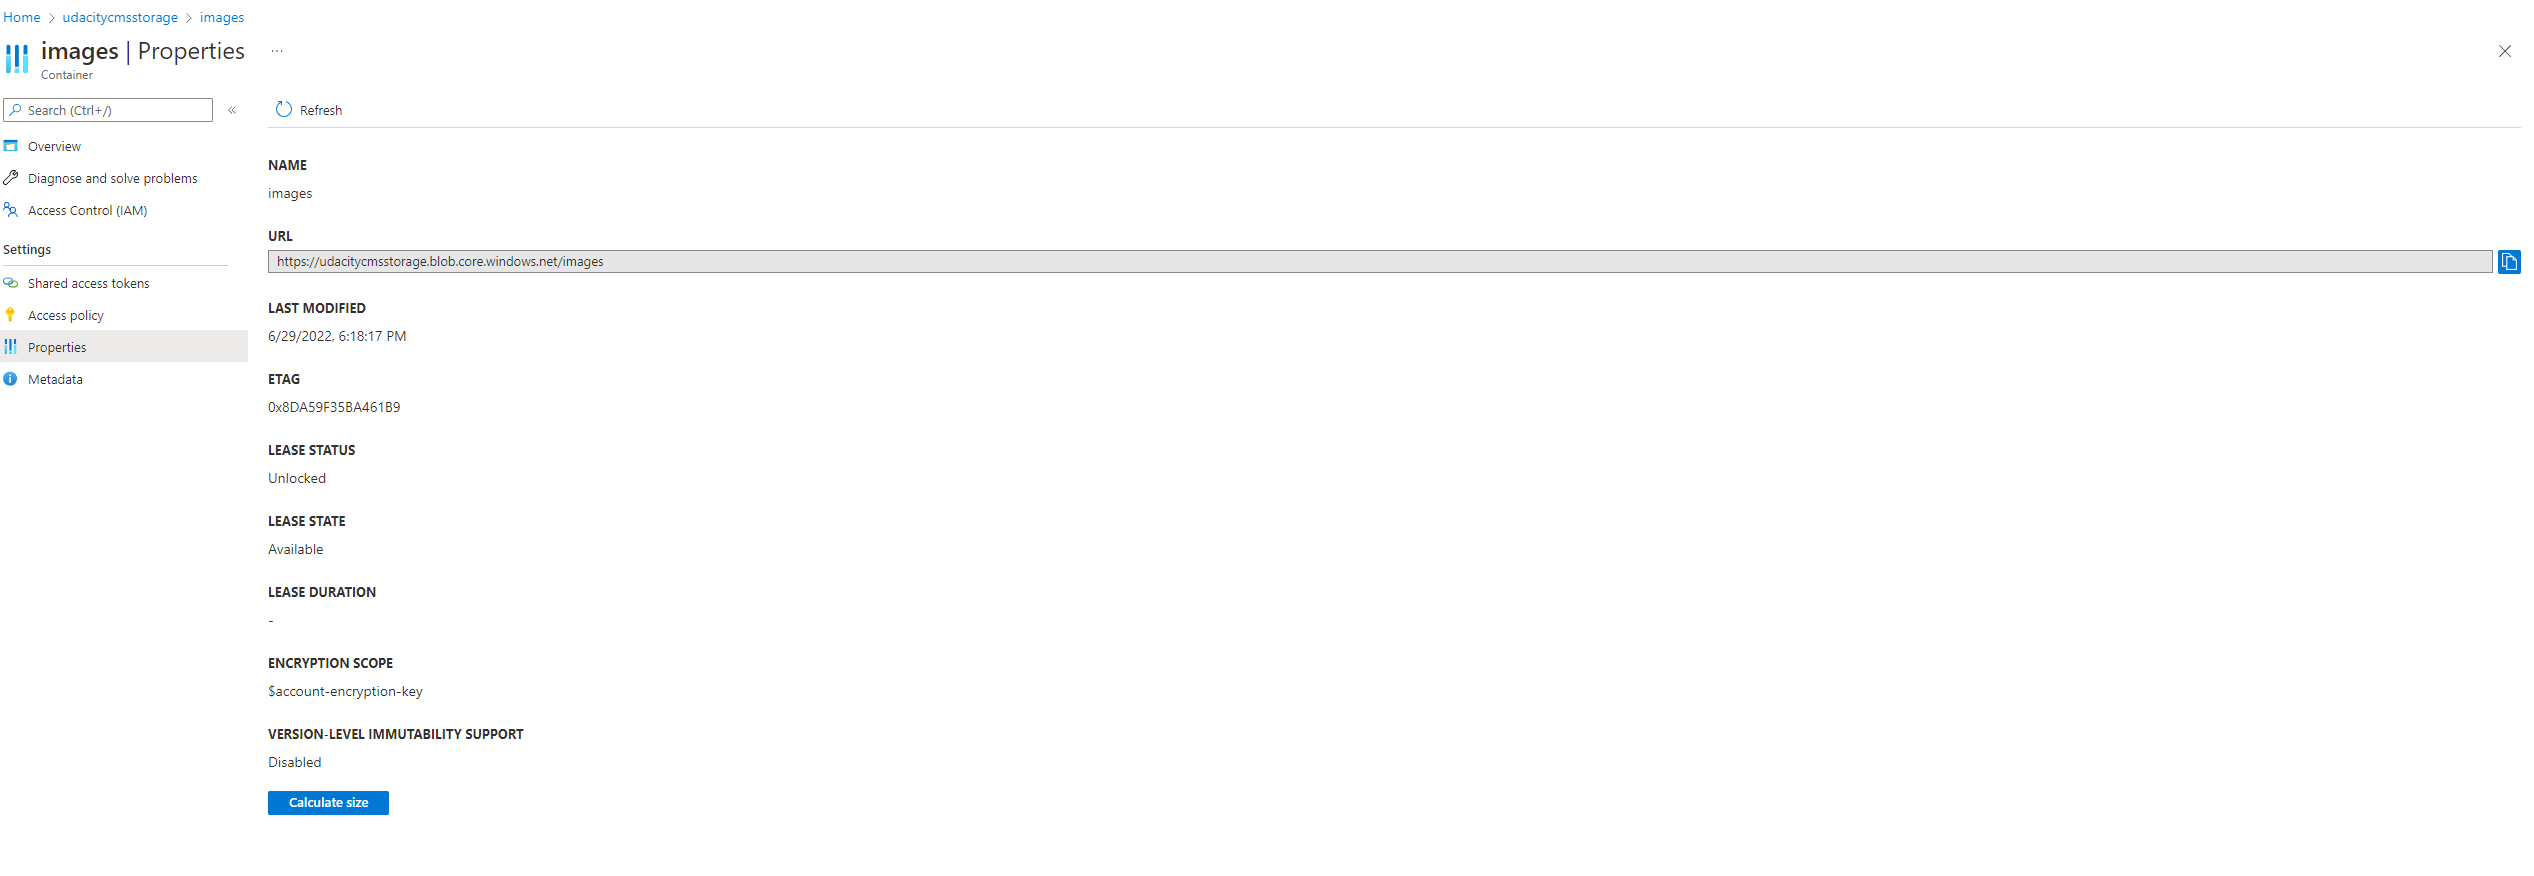 Home > udacitycmsstorage > images
images | Properties ...
Container
Search (Ctrl+/) «
Overview
Diagnose and solve problems
Access Control (IAM)
Settings
Shared access tokens
Access policy
Properties
Metadata
Refresh
NAME
images
URL
https://udacitycmsstorage.blob.core.windows.net/images
LAST MODIFIED
6/29/2022, 6:18:17 PM
ETAG
0x8DA59F35BA461B9
LEASE STATUS
Unlocked
LEASE STATE
Available
LEASE DURATION
-
ENCRYPTION SCOPE
$account-encryption-key
VERSION-LEVEL IMMUTABILITY SUPPORT
Disabled
Calculate size